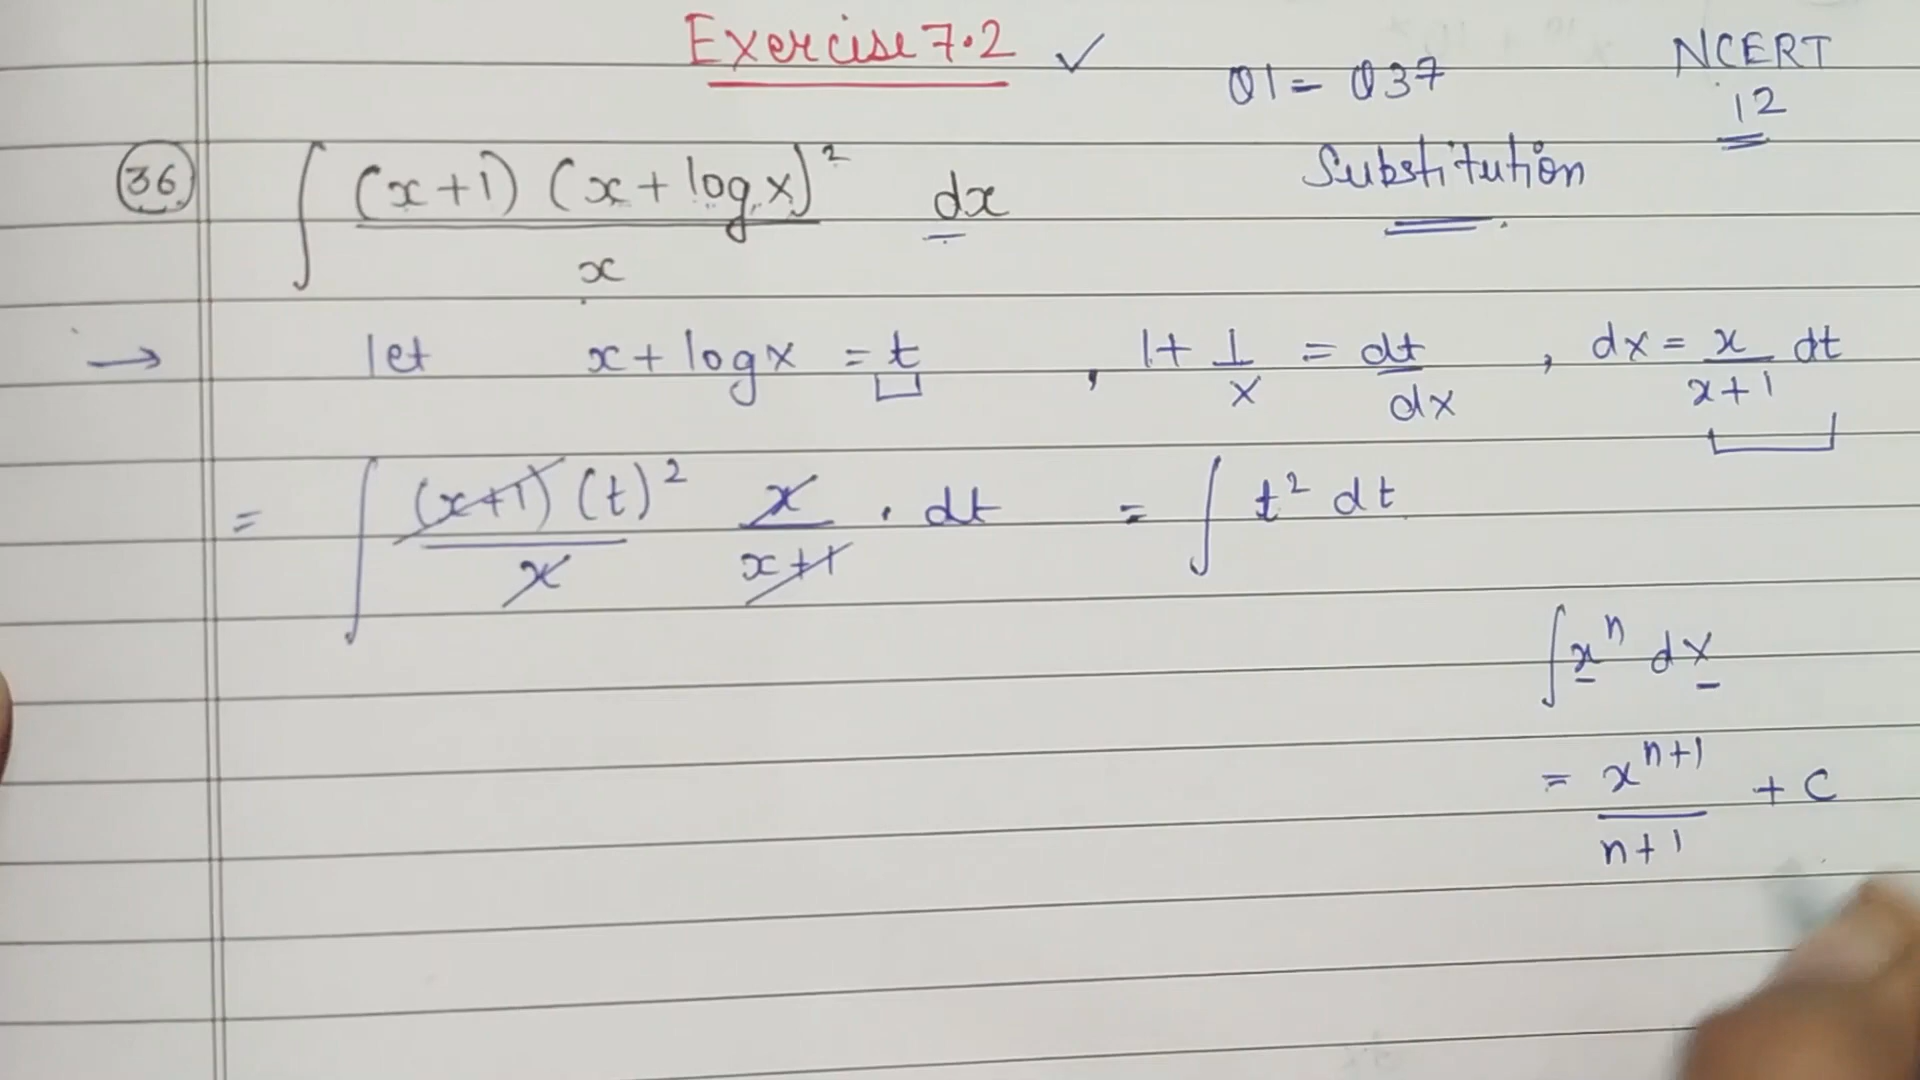 Exercise 7.2 ✓
Q1 = Q37
NCERT
12
Substitution
(36) ∫ (x+1) (x + log x)² / x dx
→ let x + log x = t , 1 + 1/x = dt/dx , dx = x/(x+1) dt
= ∫ (x+1) (t)² / x x/(x+1) . dt = ∫ t² dt
∫ xⁿ dx
= xⁿ⁺¹/(n+1) + C